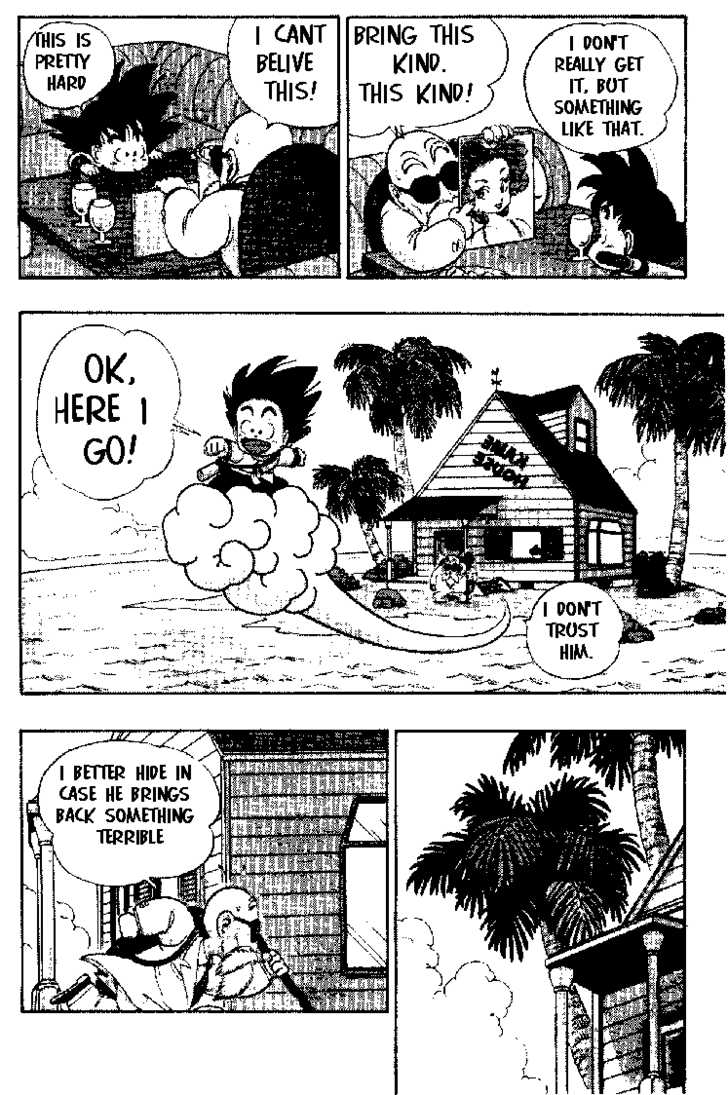 THIS IS
PRETTY
HARD
I CANT
BELIVE
THIS!
BRING THIS
KIND.
THIS KIND!
I DON'T
REALLY GET
IT, BUT
SOMETHING
LIKE THAT.
OK,
HERE I
GO!
KAME
HOUSE
I DON'T
TRUST
HIM.
I BETTER HIDE IN
CASE HE BRINGS
BACK SOMETHING
TERRIBLE